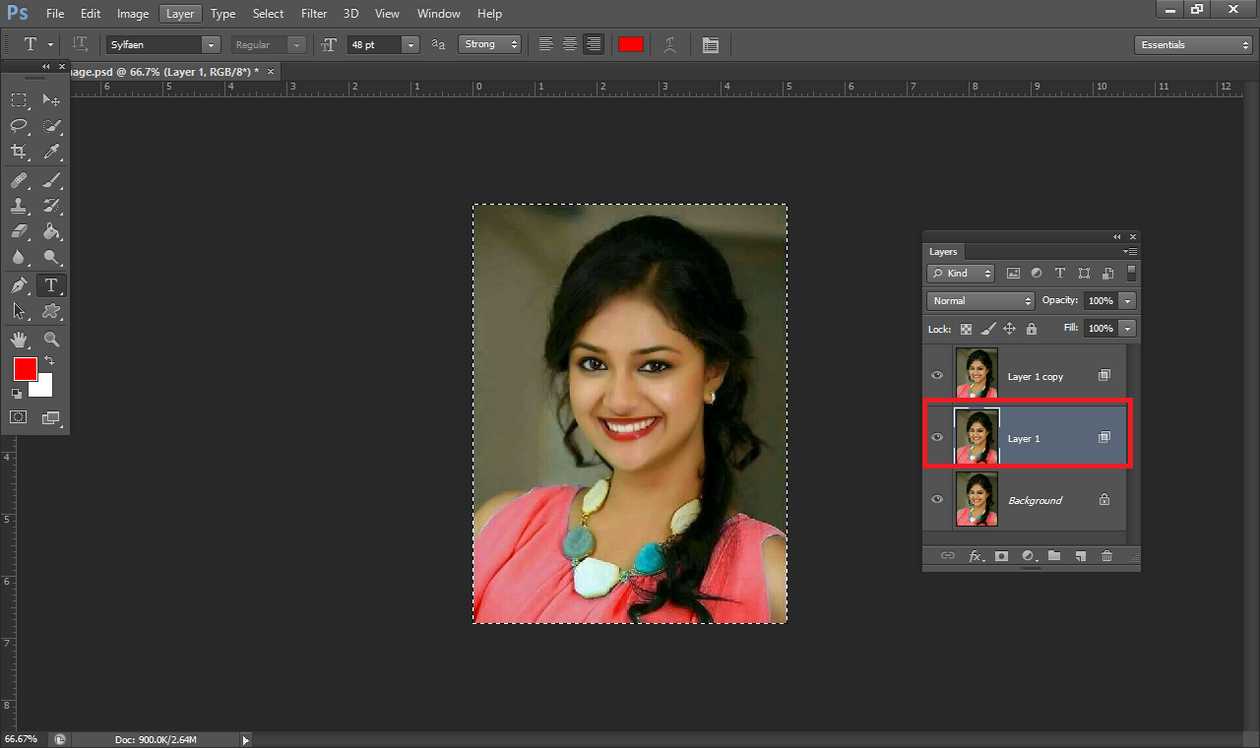 Ps File Edit Image Layer Type Select Filter 3D View Window Help
T Sylfaen Regular 48 pt aa Strong Essentials
age.psd @ 66.7% (Layer 1, RGB/8*) * ×
6 5 4 3 2 1 0 1 2 3 4 5 6 7 8 9 10 11 12
Layers
Kind
Normal Opacity: 100%
Lock: Fill: 100%
Layer 1 copy
Layer 1
Background
fx
4
5
6
7
8
66.67% Doc: 900.0K/2.64M